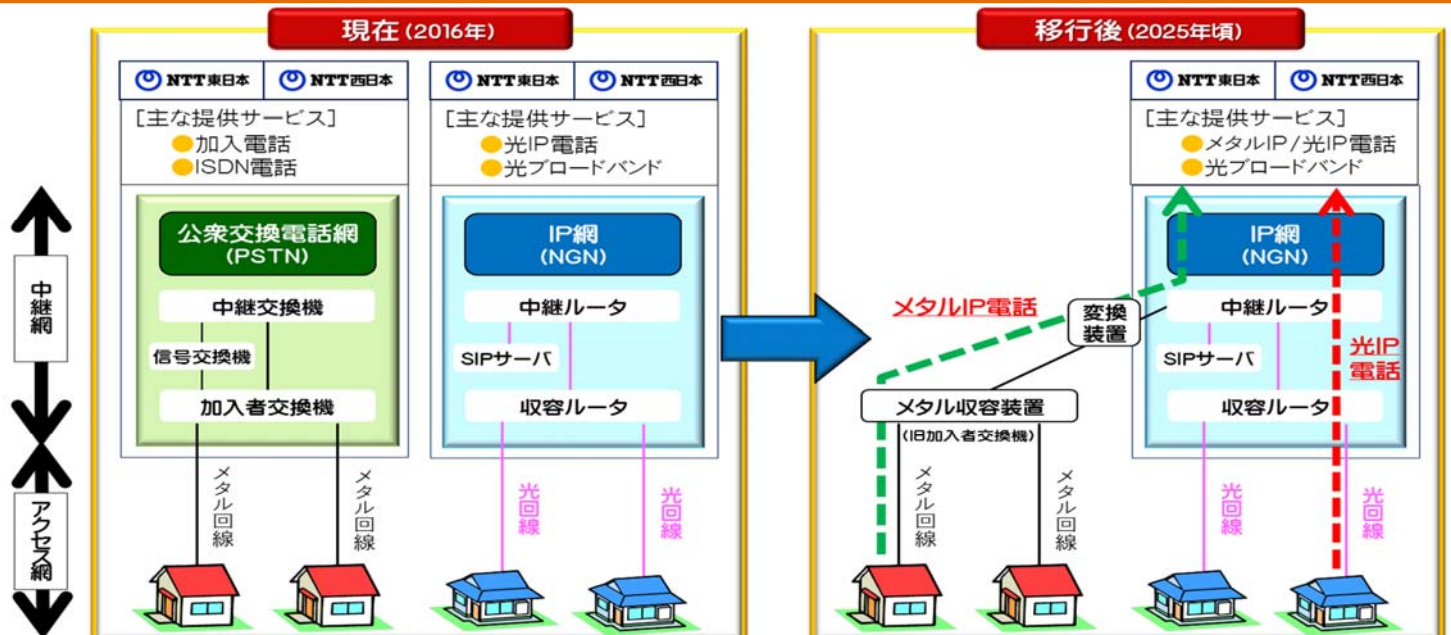 現在(2016年)
NTT東日本
NTT西日本
[主な提供サービス]
加入電話
ISDN電話
公衆交換電話網
(PSTN)
中継交換機
信号交換機
加入者交換機
メタル回線
メタル回線
NTT東日本
NTT西日本
[主な提供サービス]
光IP電話
光ブロードバンド
IP網
(NGN)
中継ルータ
SIPサーバ
収容ルータ
光回線
光回線
中継網
アクセス網
移行後(2025年頃)
NTT東日本
NTT西日本
[主な提供サービス]
メタルIP/光IP電話
光ブロードバンド
IP網
(NGN)
メタルIP電話
変換
装置
中継ルータ
SIPサーバ
光IP
電話
メタル収容装置
(旧加入者交換機)
収容ルータ
メタル回線
メタル回線
光回線
光回線